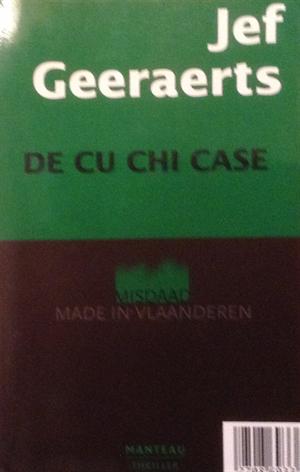 Jef
Geeraerts
DE CU CHI CASE
MISDAAD
MADE IN VLAANDEREN
MANTEAU
THRILLER